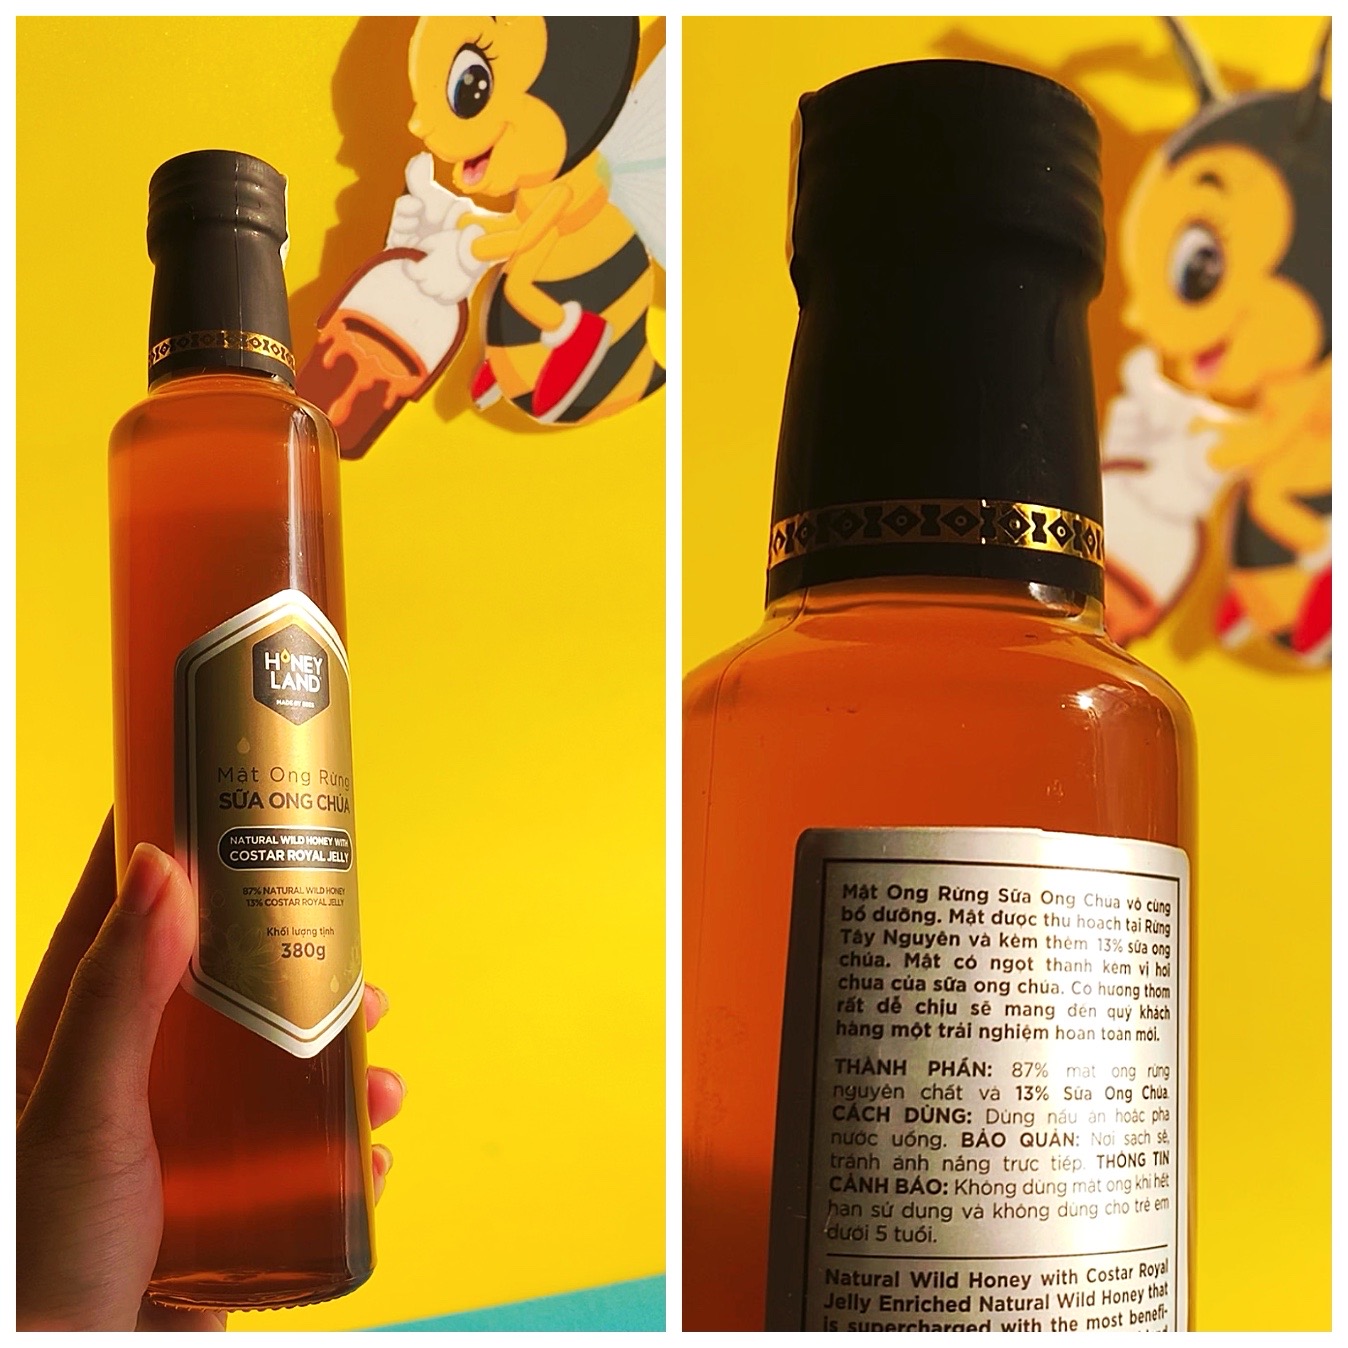 HONEY
LAND
MADE BY BEES
Mật Ong Rừng
SỮA ONG CHÚA
NATURAL WILD HONEY WITH
COSTAR ROYAL JELLY
87% NATURAL WILD HONEY
13% COSTAR ROYAL JELLY
Khối lượng tịnh
380g
Mật Ong Rừng Sữa Ong Chúa vô cùng
bổ dưỡng. Mật được thu hoạch tại Rừng
Tây Nguyên và kèm thêm 13% sữa ong
chúa. Mật có ngọt thanh kèm vị hơi
chua của sữa ong chúa. Có hương thơm
rất dễ chịu sẽ mang đến quý khách
hàng một trải nghiệm hoàn toàn mới.
THÀNH PHẦN: 87% mật ong rừng
nguyên chất và 13% Sữa Ong Chúa.
CÁCH DÙNG: Dùng nấu ăn hoặc pha
nước uống. BẢO QUẢN: Nơi sạch sẽ,
tránh ánh nắng trực tiếp. THÔNG TIN
CẢNH BÁO: Không dùng mật ong khi hết
hạn sử dụng và không dùng cho trẻ em
dưới 5 tuổi.
Natural Wild Honey with Costar Royal
Jelly Enriched Natural Wild Honey that
is supercharged with the most benefi-